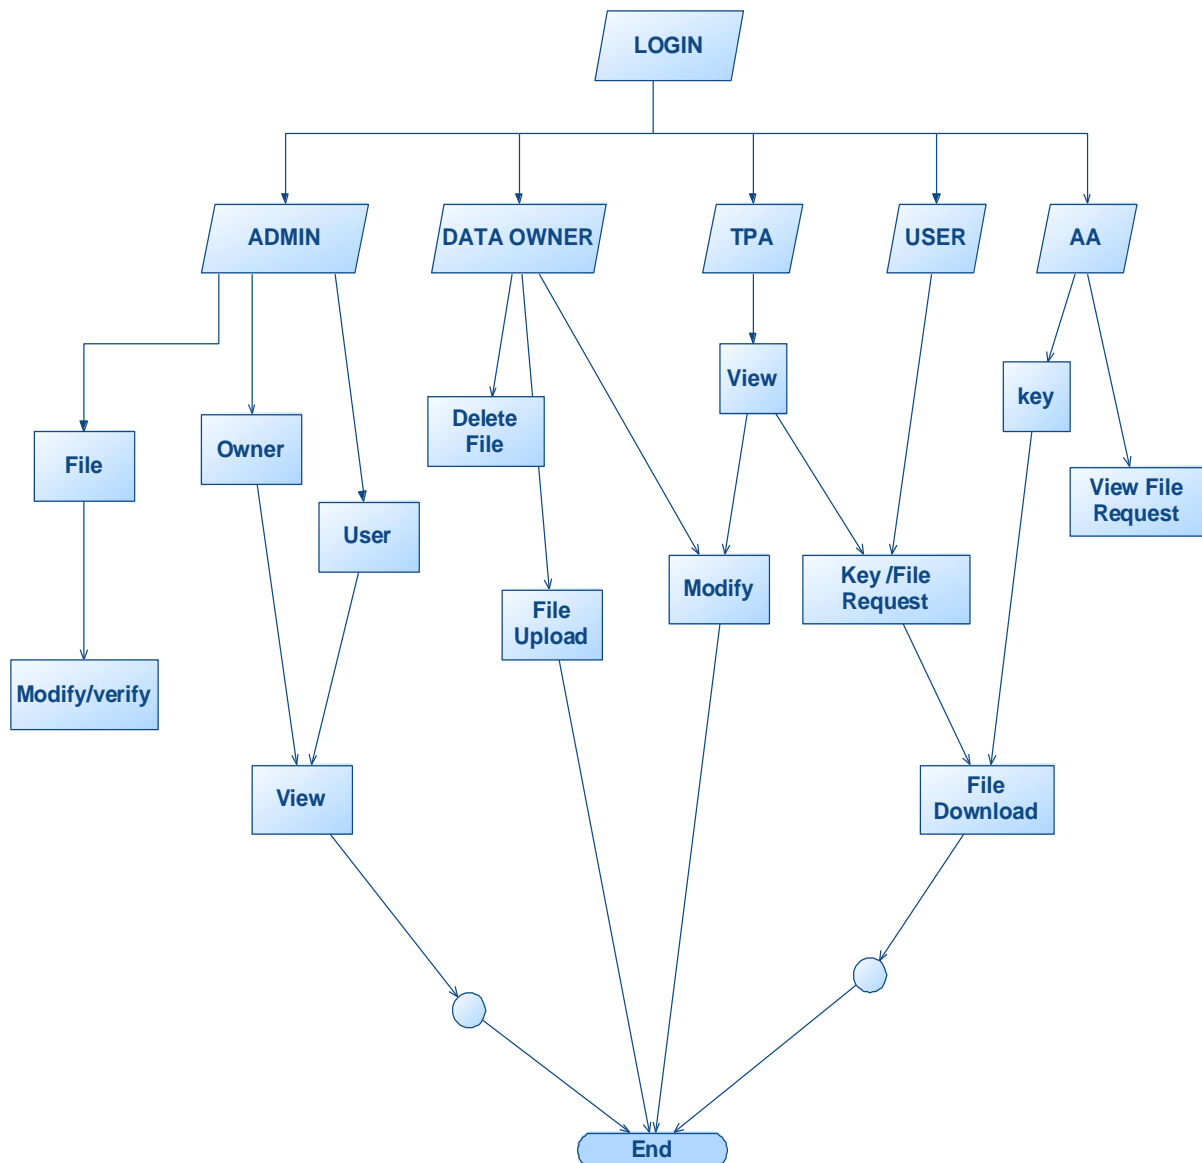 LOGIN
ADMIN
DATA OWNER
TPA
USER
AA
View
key
Delete
File
Owner
File
View File
Request
User
Modify
Key /File
Request
File
Upload
Modify/verify
View
File
Download
End